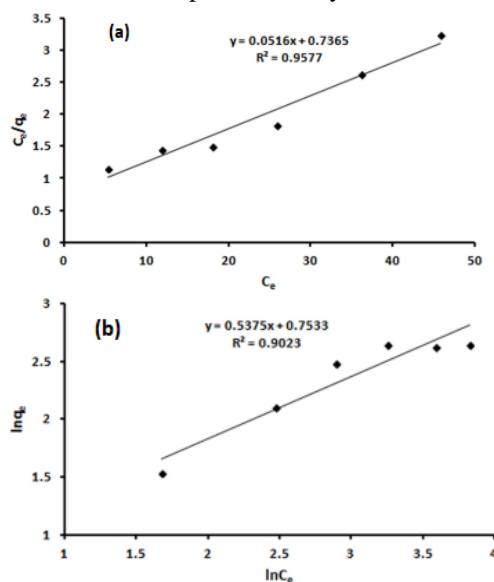 (a)
y = 0.0516x + 0.7365
R² = 0.9577
3.5
3
2.5
2
1.5
1
0.5
0
Cₑ/qₑ
0 10 20 30 40 50
Cₑ
(b)
y = 0.5375x + 0.7533
R² = 0.9023
3
2.5
2
1.5
1
lnqₑ
1 1.5 2 2.5 3 3.5 4
lnCₑ